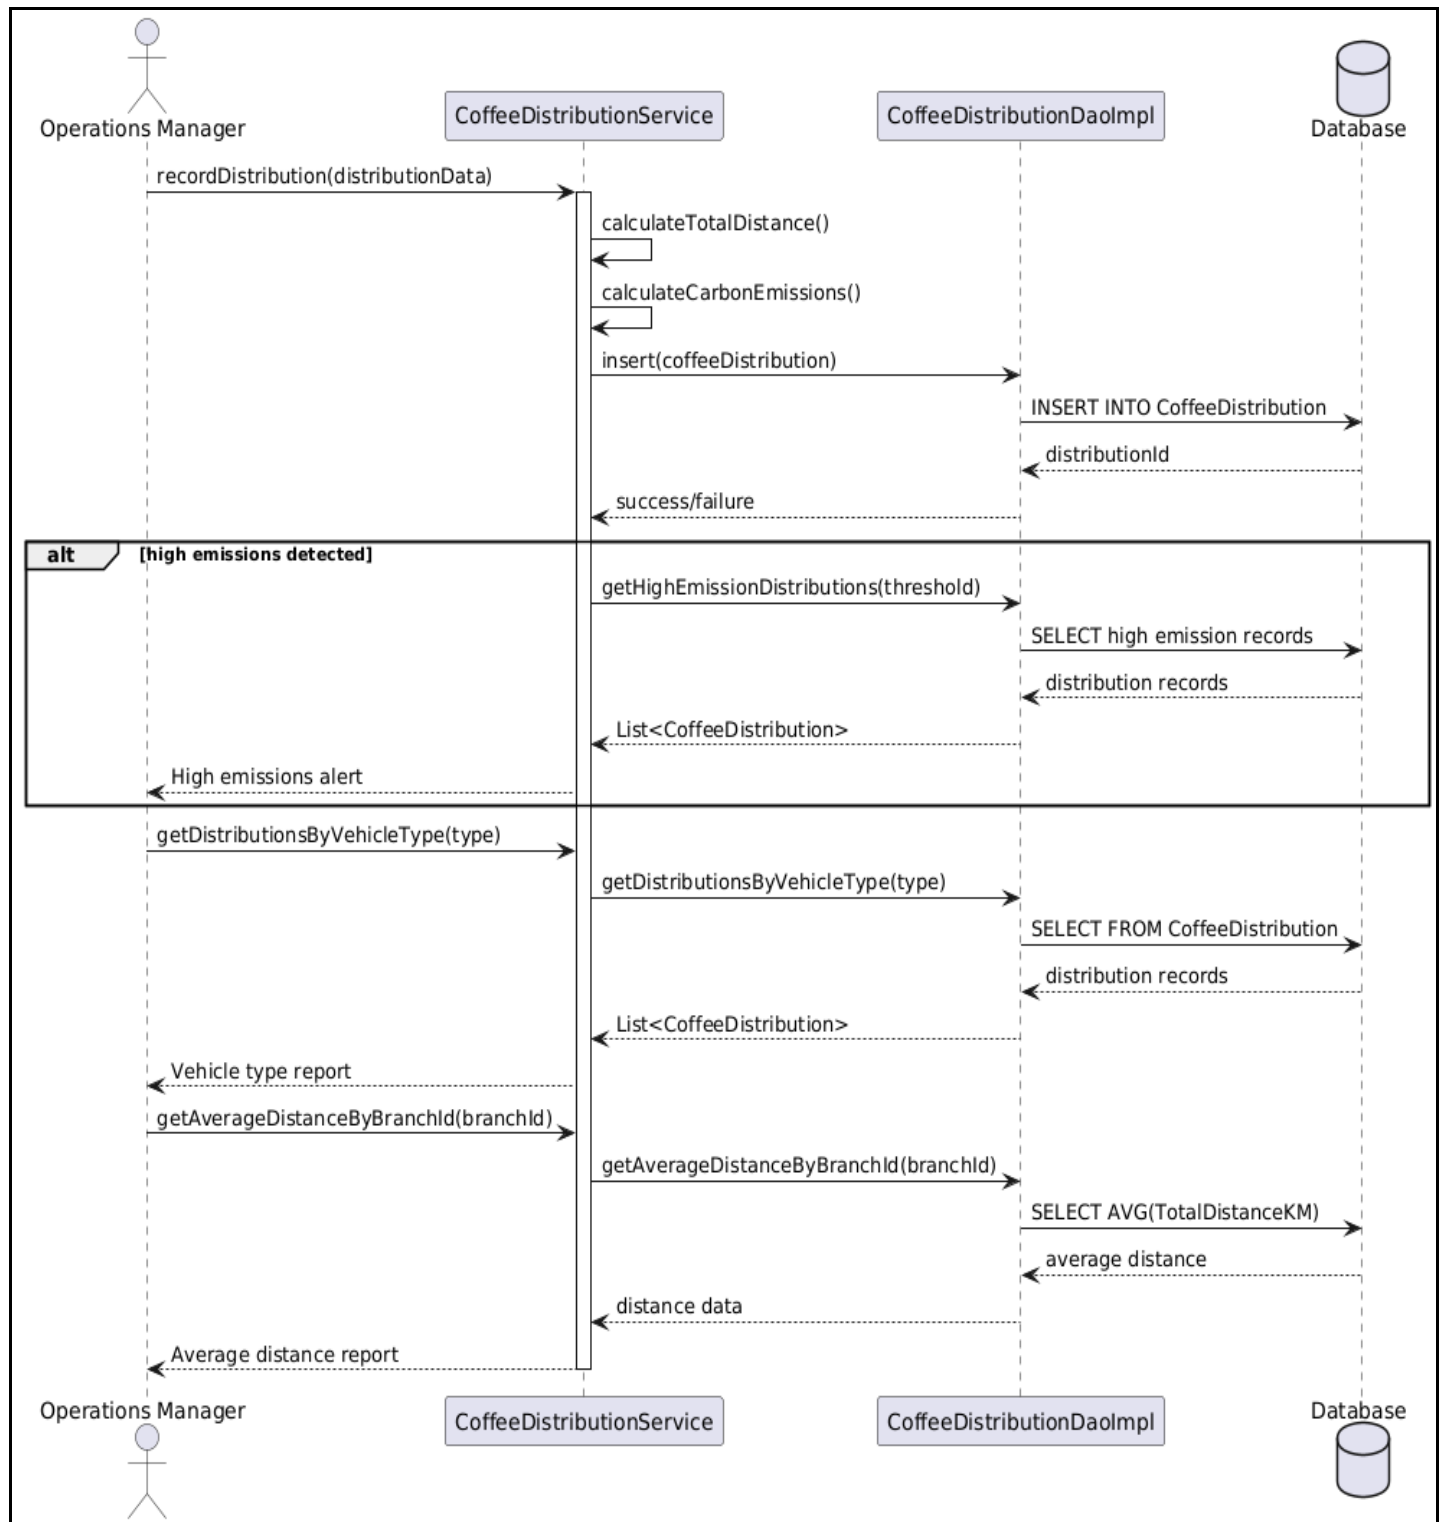 Operations Manager
CoffeeDistributionService
CoffeeDistributionDaoImpl
Database
recordDistribution(distributionData)
calculateTotalDistance()
calculateCarbonEmissions()
insert(coffeeDistribution)
INSERT INTO CoffeeDistribution
distributionId
success/failure
alt [high emissions detected]
getHighEmissionDistributions(threshold)
SELECT high emission records
distribution records
List<CoffeeDistribution>
High emissions alert
getDistributionsByVehicleType(type)
getDistributionsByVehicleType(type)
SELECT FROM CoffeeDistribution
distribution records
List<CoffeeDistribution>
Vehicle type report
getAverageDistanceByBranchId(branchId)
getAverageDistanceByBranchId(branchId)
SELECT AVG(TotalDistanceKM)
average distance
distance data
Average distance report
Operations Manager
CoffeeDistributionService
CoffeeDistributionDaoImpl
Database